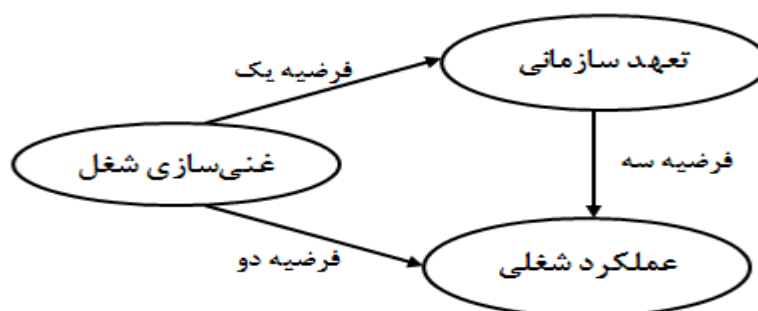 تعهد سازمانی
فرضیه یک
غنی‌سازی شغل
فرضیه سه
فرضیه دو
عملکرد شغلی